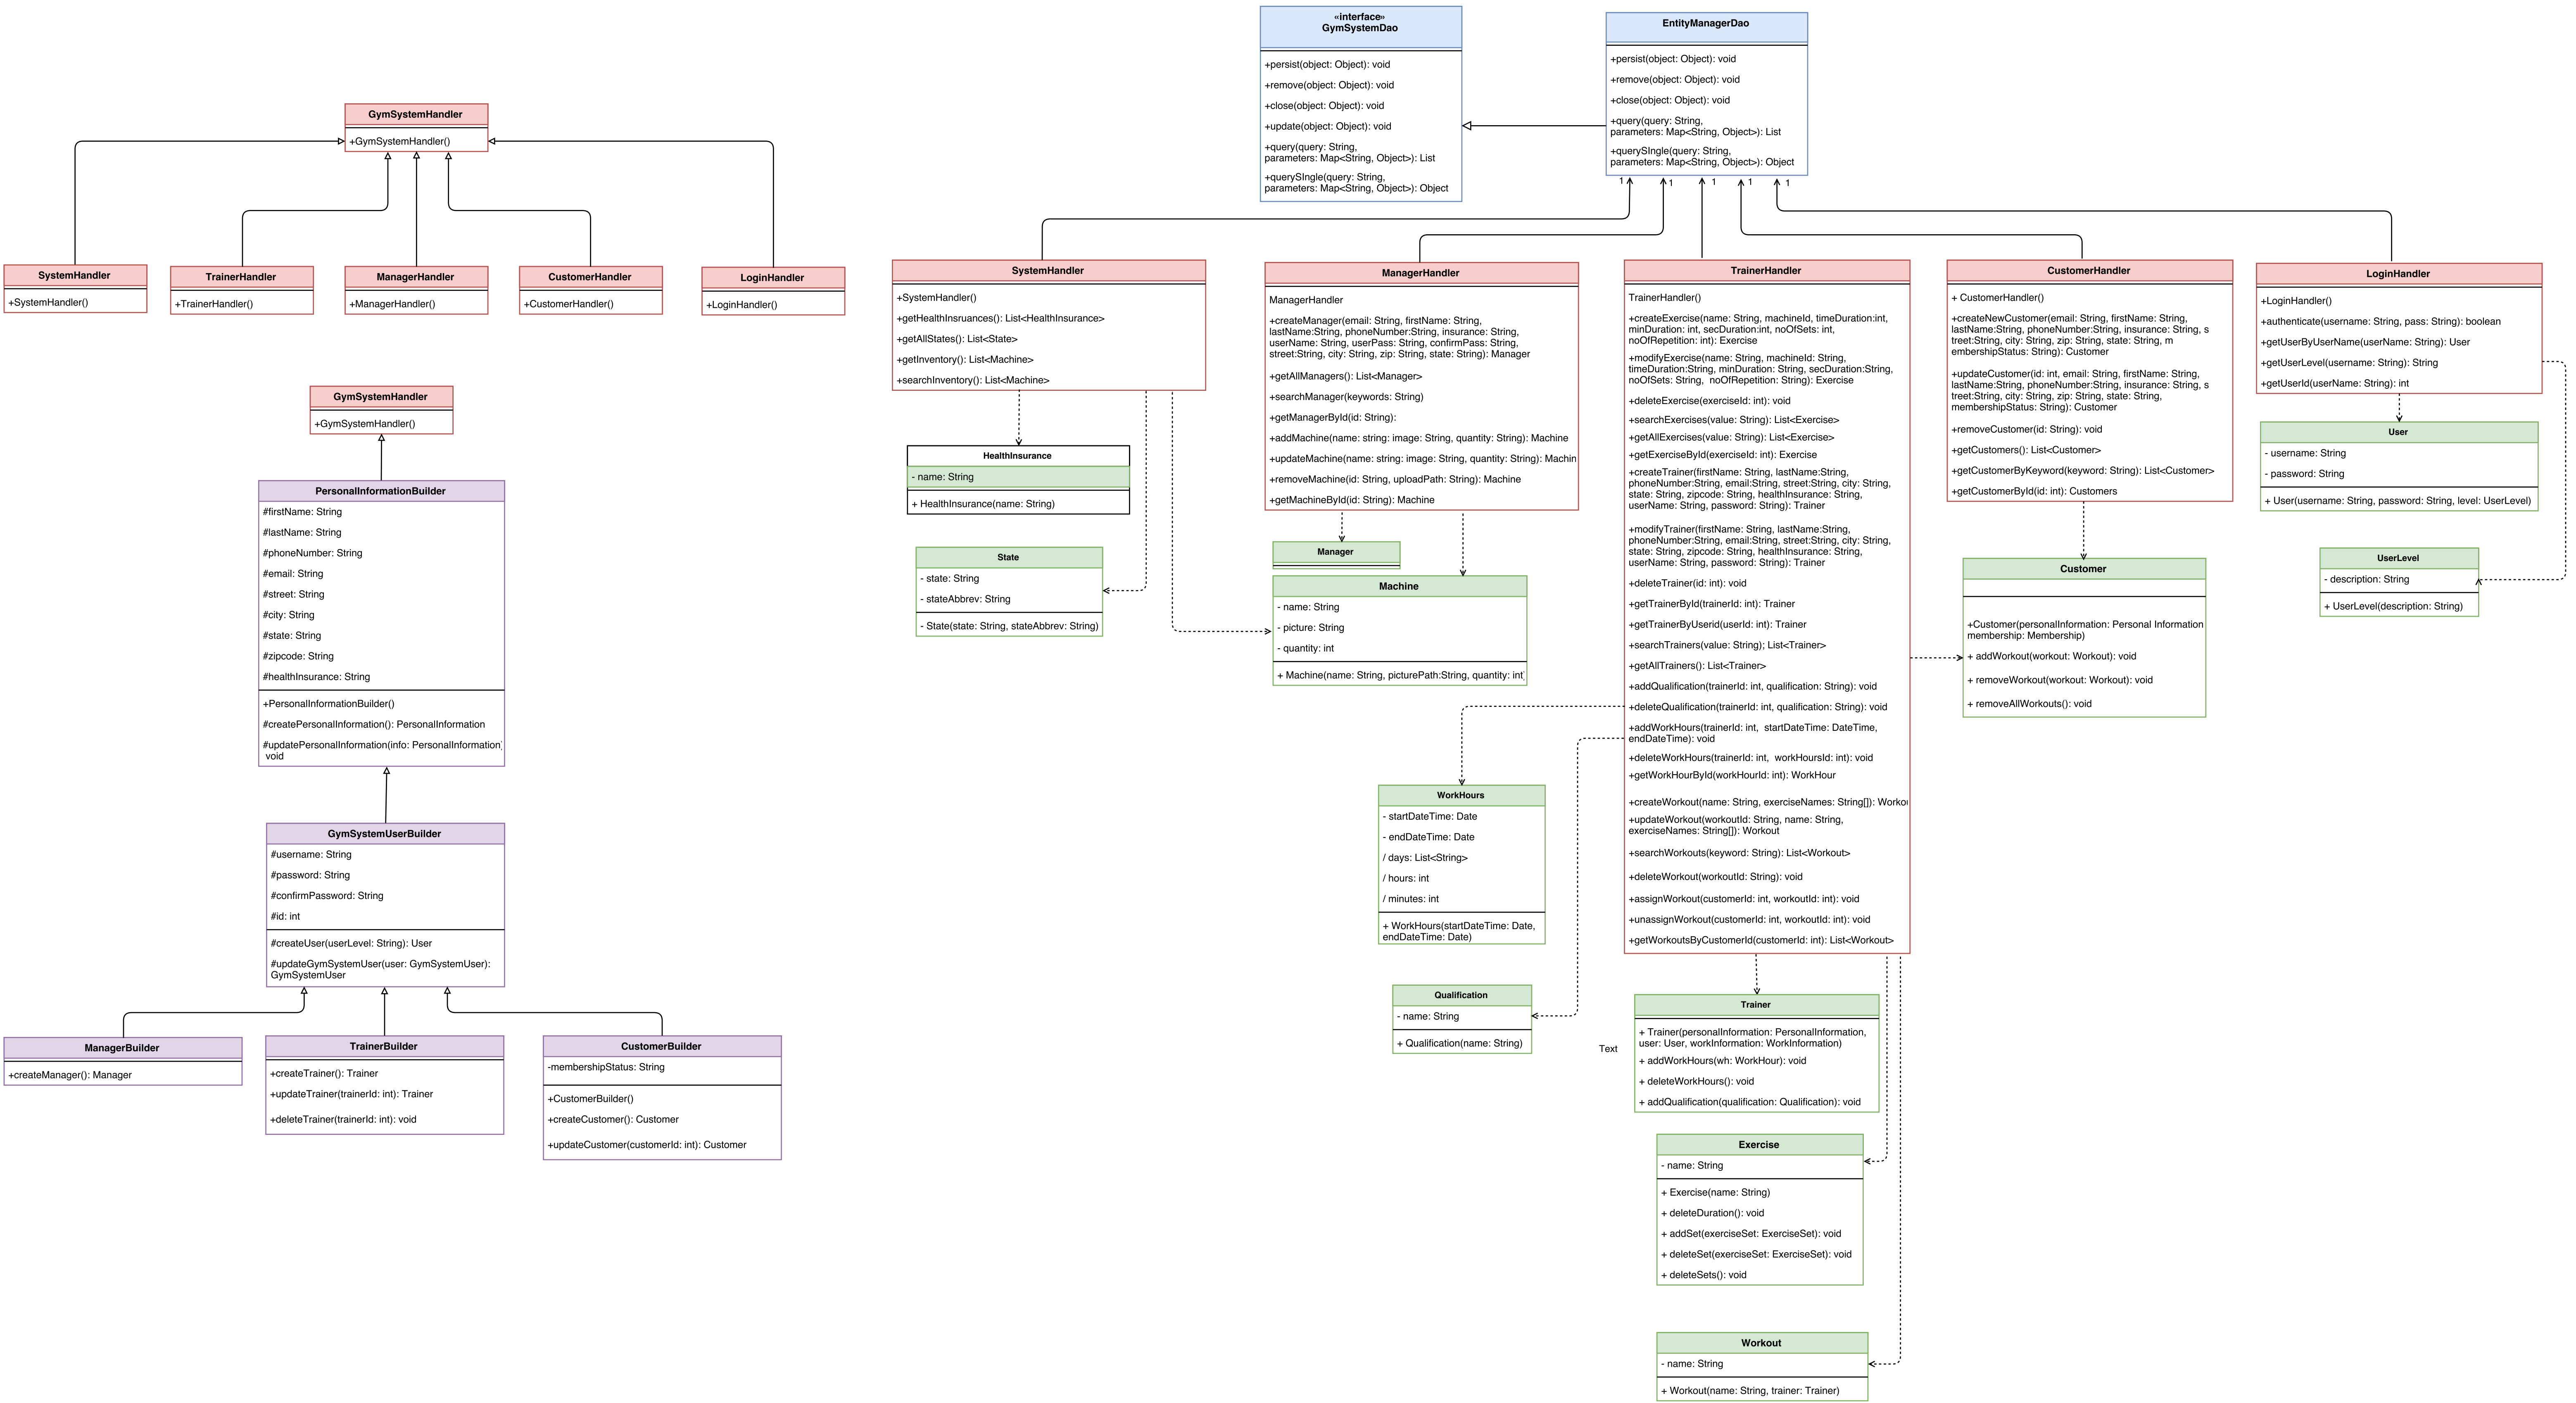 GymSystemHandler
+GymSystemHandler()
SystemHandler
+SystemHandler()
TrainerHandler
+TrainerHandler()
ManagerHandler
+ManagerHandler()
CustomerHandler
+CustomerHandler()
LoginHandler
+LoginHandler()
GymSystemHandler
+GymSystemHandler()
PersonalInformationBuilder
#firstName: String
#lastName: String
#phoneNumber: String
#email: String
#street: String
#city: String
#state: String
#zipcode: String
#healthInsurance: String
+PersonalInformationBuilder()
#createPersonalInformation(): PersonalInformation
#updatePersonalInformation(info: PersonalInformation)
void
GymSystemUserBuilder
#username: String
#password: String
#confirmPassword: String
#id: int
#createUser(userLevel: String): User
#updateGymSystemUser(user: GymSystemUser):
GymSystemUser
ManagerBuilder
+createManager(): Manager
TrainerBuilder
+createTrainer(): Trainer
+updateTrainer(trainerId: int): Trainer
+deleteTrainer(trainerId: int): void
CustomerBuilder
-membershipStatus: String
+CustomerBuilder()
+createCustomer(): Customer
+updateCustomer(customerId: int): Customer
«interface»
GymSystemDao
+persist(object: Object): void
+remove(object: Object): void
+close(object: Object): void
+update(object: Object): void
+query(query: String,
parameters: Map<String, Object>): List
+querySIngle(query: String,
parameters: Map<String, Object>): Object
EntityManagerDao
+persist(object: Object): void
+remove(object: Object): void
+close(object: Object): void
+query(query: String,
parameters: Map<String, Object>): List
+querySIngle(query: String,
parameters: Map<String, Object>): Object
1
1
1
1
1
SystemHandler
+SystemHandler()
+getHealthInsruances(): List<HealthInsurance>
+getAllStates(): List<State>
+getInventory(): List<Machine>
+searchInventory(): List<Machine>
HealthInsurance
- name: String
+ HealthInsurance(name: String)
State
- state: String
- stateAbbrev: String
- State(state: String, stateAbbrev: String)
ManagerHandler
ManagerHandler
+createManager(email: String, firstName: String,
lastName:String, phoneNumber:String, insurance: String,
userName: String, userPass: String, confirmPass: String,
street:String, city: String, zip: String, state: String): Manager
+getAllManagers(): List<Manager>
+searchManager(keywords: String)
+getManagerById(id: String):
+addMachine(name: string: image: String, quantity: String): Machine
+updateMachine(name: string: image: String, quantity: String): Machin
+removeMachine(id: String, uploadPath: String): Machine
+getMachineById(id: String): Machine
Manager
Machine
- name: String
- picture: String
- quantity: int
+ Machine(name: String, picturePath:String, quantity: int)
TrainerHandler
TrainerHandler()
+createExercise(name: String, machineId, timeDuration:int,
minDuration: int, secDuration:int, noOfSets: int,
noOfRepetition: int): Exercise
+modifyExercise(name: String, machineId: String,
timeDuration:String, minDuration: String, secDuration:String,
noOfSets: String,  noOfRepetition: String): Exercise
+deleteExercise(exerciseId: int): void
+searchExercises(value: String): List<Exercise>
+getAllExercises(value: String): List<Exercise>
+getExerciseById(exerciseId: int): Exercise
+createTrainer(firstName: String, lastName:String,
phoneNumber:String, email:String, street:String, city: String,
state: String, zipcode: String, healthInsurance: String,
userName: String, password: String): Trainer
+modifyTrainer(firstName: String, lastName:String,
phoneNumber:String, email:String, street:String, city: String,
state: String, zipcode: String, healthInsurance: String,
userName: String, password: String): Trainer
+deleteTrainer(id: int): void
+getTrainerById(trainerId: int): Trainer
+getTrainerByUserid(userId: int): Trainer
+searchTrainers(value: String); List<Trainer>
+getAllTrainers(): List<Trainer>
+addQualification(trainerId: int, qualification: String): void
+deleteQualification(trainerId: int, qualification: String): void
+addWorkHours(trainerId: int,  startDateTime: DateTime,
endDateTime): void
+deleteWorkHours(trainerId: int,  workHoursId: int): void
+getWorkHourById(workHourId: int): WorkHour
+createWorkout(name: String, exerciseNames: String[]): Workou
+updateWorkout(workoutId: String, name: String,
exerciseNames: String[]): Workout
+searchWorkouts(keyword: String): List<Workout>
+deleteWorkout(workoutId: String): void
+assignWorkout(customerId: int, workoutId: int): void
+unassignWorkout(customerId: int, workoutId: int): void
+getWorkoutsByCustomerId(customerId: int): List<Workout>
CustomerHandler
+ CustomerHandler()
+createNewCustomer(email: String, firstName: String,
lastName:String, phoneNumber:String, insurance: String, s
treet:String, city: String, zip: String, state: String, m
embershipStatus: String): Customer
+updateCustomer(id: int, email: String, firstName: String,
lastName:String, phoneNumber:String, insurance: String, s
treet:String, city: String, zip: String, state: String,
membershipStatus: String): Customer
+removeCustomer(id: String): void
+getCustomers(): List<Customer>
+getCustomerByKeyword(keyword: String): List<Customer>
+getCustomerById(id: int): Customers
LoginHandler
+LoginHandler()
+authenticate(username: String, pass: String): boolean
+getUserByUserName(userName: String): User
+getUserLevel(username: String): String
+getUserId(userName: String): int
User
- username: String
- password: String
+ User(username: String, password: String, level: UserLevel)
UserLevel
- description: String
+ UserLevel(description: String)
Customer
+Customer(personalInformation: Personal Information
membership: Membership)
+ addWorkout(workout: Workout): void
+ removeWorkout(workout: Workout): void
+ removeAllWorkouts(): void
WorkHours
- startDateTime: Date
- endDateTime: Date
/ days: List<String>
/ hours: int
/ minutes: int
+ WorkHours(startDateTime: Date,
endDateTime: Date)
Qualification
- name: String
+ Qualification(name: String)
Text
Trainer
+ Trainer(personalInformation: PersonalInformation,
user: User, workInformation: WorkInformation)
+ addWorkHours(wh: WorkHour): void
+ deleteWorkHours(): void
+ addQualification(qualification: Qualification): void
Exercise
- name: String
+ Exercise(name: String)
+ deleteDuration(): void
+ addSet(exerciseSet: ExerciseSet): void
+ deleteSet(exerciseSet: ExerciseSet): void
+ deleteSets(): void
Workout
- name: String
+ Workout(name: String, trainer: Trainer)